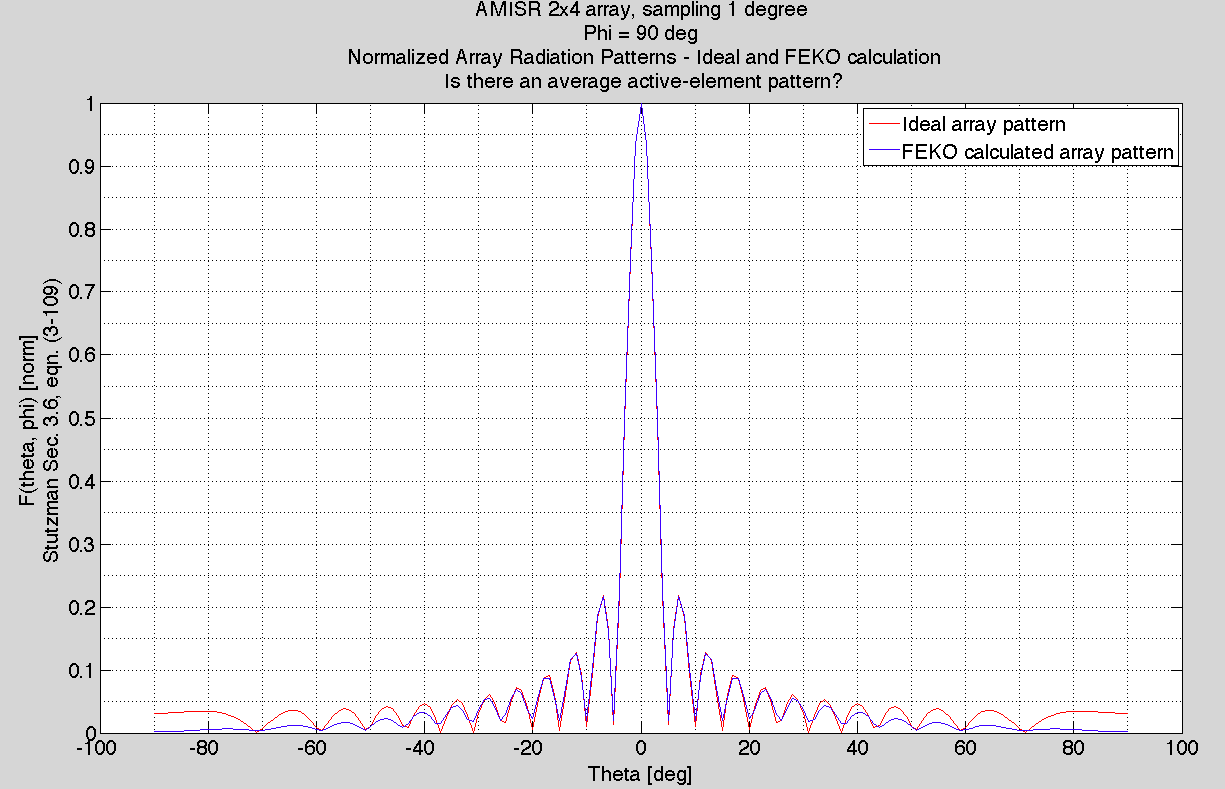 AMISR 2x4 array, sampling 1 degree
Phi = 90 deg
Normalized Array Radiation Patterns - Ideal and FEKO calculation
Is there an average active-element pattern?
Ideal array pattern
FEKO calculated array pattern
F(theta, phi) [norm]
Stutzman Sec. 3.6, eqn. (3-109)
1
0.9
0.8
0.7
0.6
0.5
0.4
0.3
0.2
0.1
0
-100 -80 -60 -40 -20 0 20 40 60 80 100
Theta [deg]